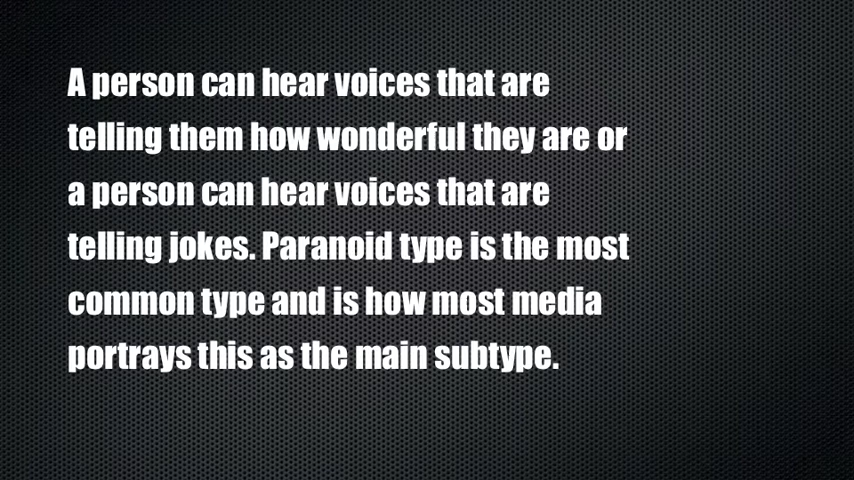 A person can hear voices that are
telling them how wonderful they are or
a person can hear voices that are
telling jokes. Paranoid type is the most
common type and is how most media
portrays this as the main subtype.